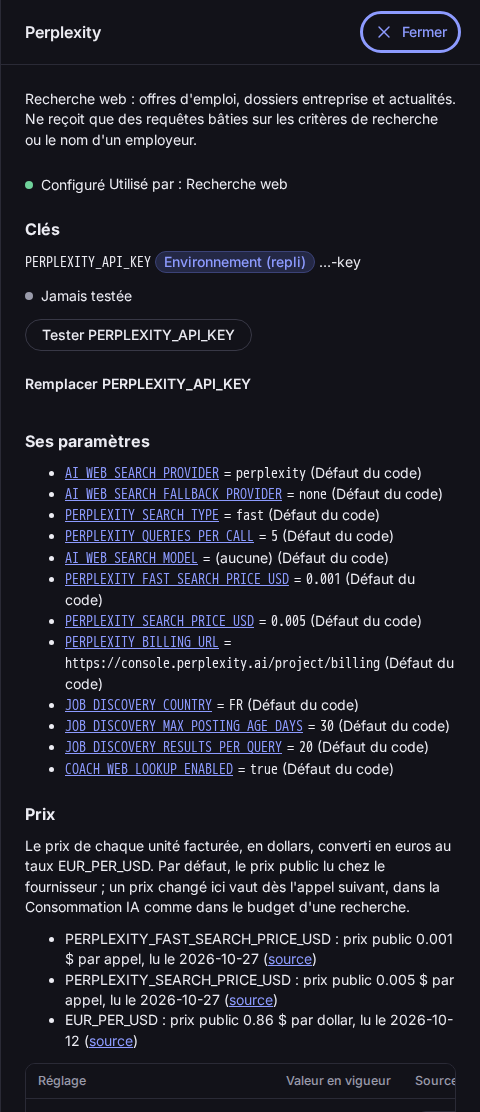 Perplexity
Fermer
Recherche web : offres d'emploi, dossiers entreprise et actualités.
Ne reçoit que des requêtes bâties sur les critères de recherche
ou le nom d'un employeur.
Configuré Utilisé par : Recherche web
Clés
PERPLEXITY_API_KEY Environnement (repli) …-key
Jamais testée
Tester PERPLEXITY_API_KEY
Remplacer PERPLEXITY_API_KEY
Ses paramètres
AI_WEB_SEARCH_PROVIDER = perplexity (Défaut du code)
AI_WEB_SEARCH_FALLBACK_PROVIDER = none (Défaut du code)
PERPLEXITY_SEARCH_TYPE = fast (Défaut du code)
PERPLEXITY_QUERIES_PER_CALL = 5 (Défaut du code)
AI_WEB_SEARCH_MODEL = (aucune) (Défaut du code)
PERPLEXITY_FAST_SEARCH_PRICE_USD = 0.001 (Défaut du
code)
PERPLEXITY_SEARCH_PRICE_USD = 0.005 (Défaut du code)
PERPLEXITY_BILLING_URL =
https://console.perplexity.ai/project/billing (Défaut du
code)
JOB_DISCOVERY_COUNTRY = FR (Défaut du code)
JOB_DISCOVERY_MAX_POSTING_AGE_DAYS = 30 (Défaut du code)
JOB_DISCOVERY_RESULTS_PER_QUERY = 20 (Défaut du code)
COACH_WEB_LOOKUP_ENABLED = true (Défaut du code)
Prix
Le prix de chaque unité facturée, en dollars, converti en euros au
taux EUR_PER_USD. Par défaut, le prix public lu chez le
fournisseur ; un prix changé ici vaut dès l'appel suivant, dans la
Consommation IA comme dans le budget d'une recherche.
PERPLEXITY_FAST_SEARCH_PRICE_USD : prix public 0.001
$ par appel, lu le 2026-10-27 (source)
PERPLEXITY_SEARCH_PRICE_USD : prix public 0.005 $ par
appel, lu le 2026-10-27 (source)
EUR_PER_USD : prix public 0.86 $ par dollar, lu le 2026-10-
12 (source)
Réglage Valeur en vigueur Source